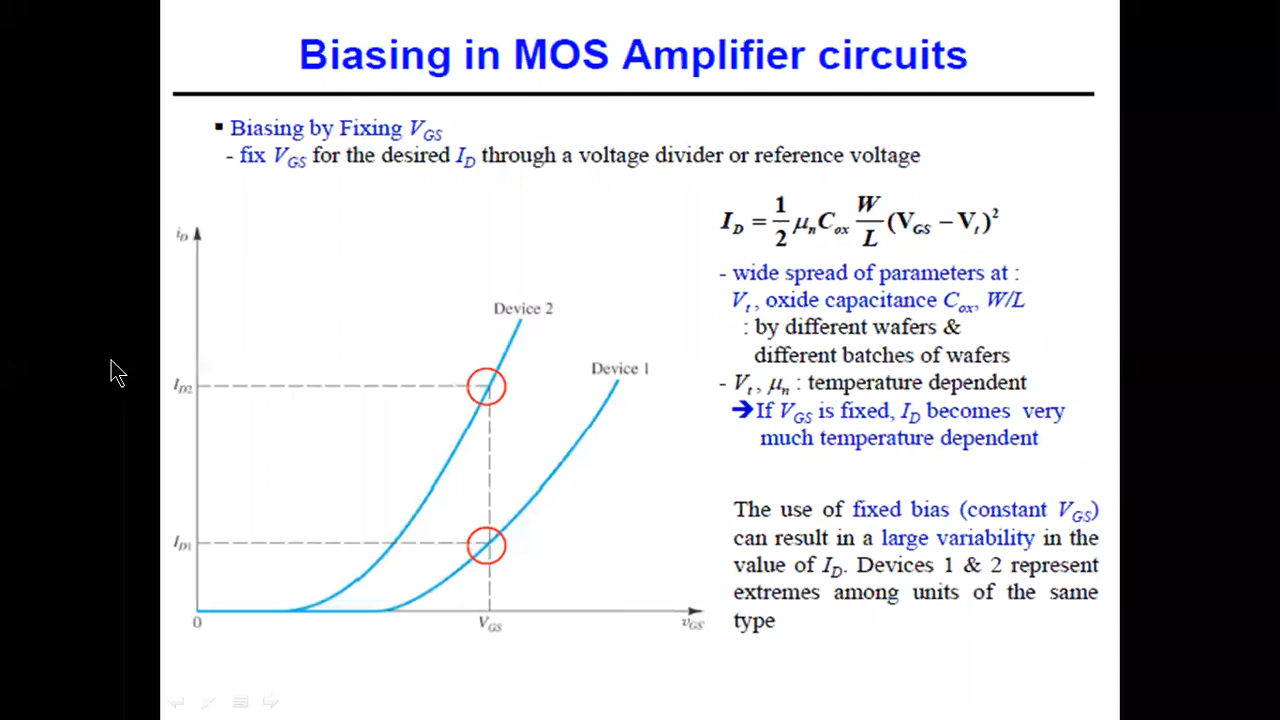 Biasing in MOS Amplifier circuits
▪ Biasing by Fixing V_GS
- fix V_GS for the desired I_D through a voltage divider or reference voltage
I_D = 1/2 μ_n C_ox W/L (V_GS − V_t)^2
- wide spread of parameters at :
V_t , oxide capacitance C_ox, W/L
: by different wafers &
different batches of wafers
- V_t, μ_n : temperature dependent
➔If V_GS is fixed, I_D becomes very
much temperature dependent
The use of fixed bias (constant V_GS)
can result in a large variability in the
value of I_D. Devices 1 & 2 represent
extremes among units of the same
type
i_D
Device 2
Device 1
I_D2
I_D1
0
V_GS
v_GS